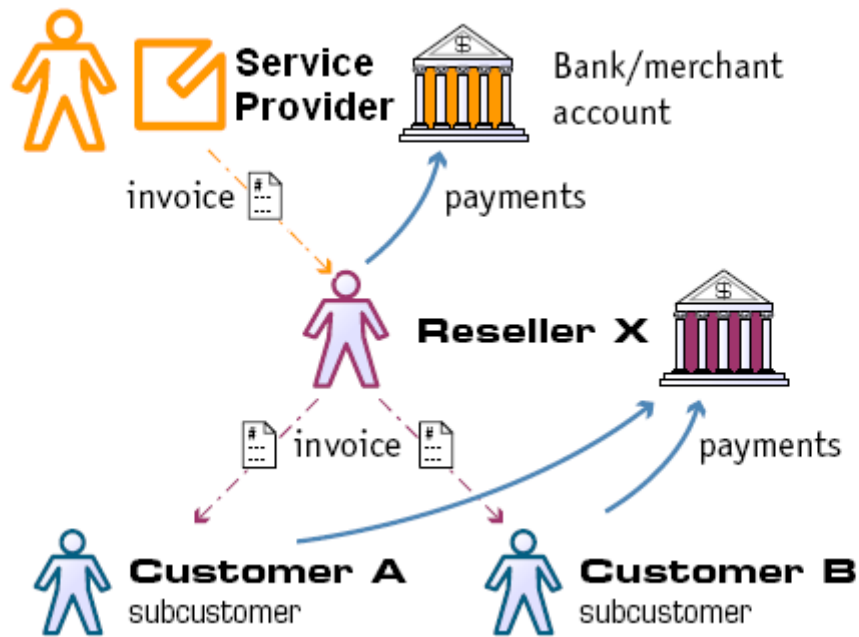 Service
Provider
Bank/merchant
account
$
invoice
#
payments
Reseller X
$
#
invoice
#
payments
Customer A
subcustomer
Customer B
subcustomer